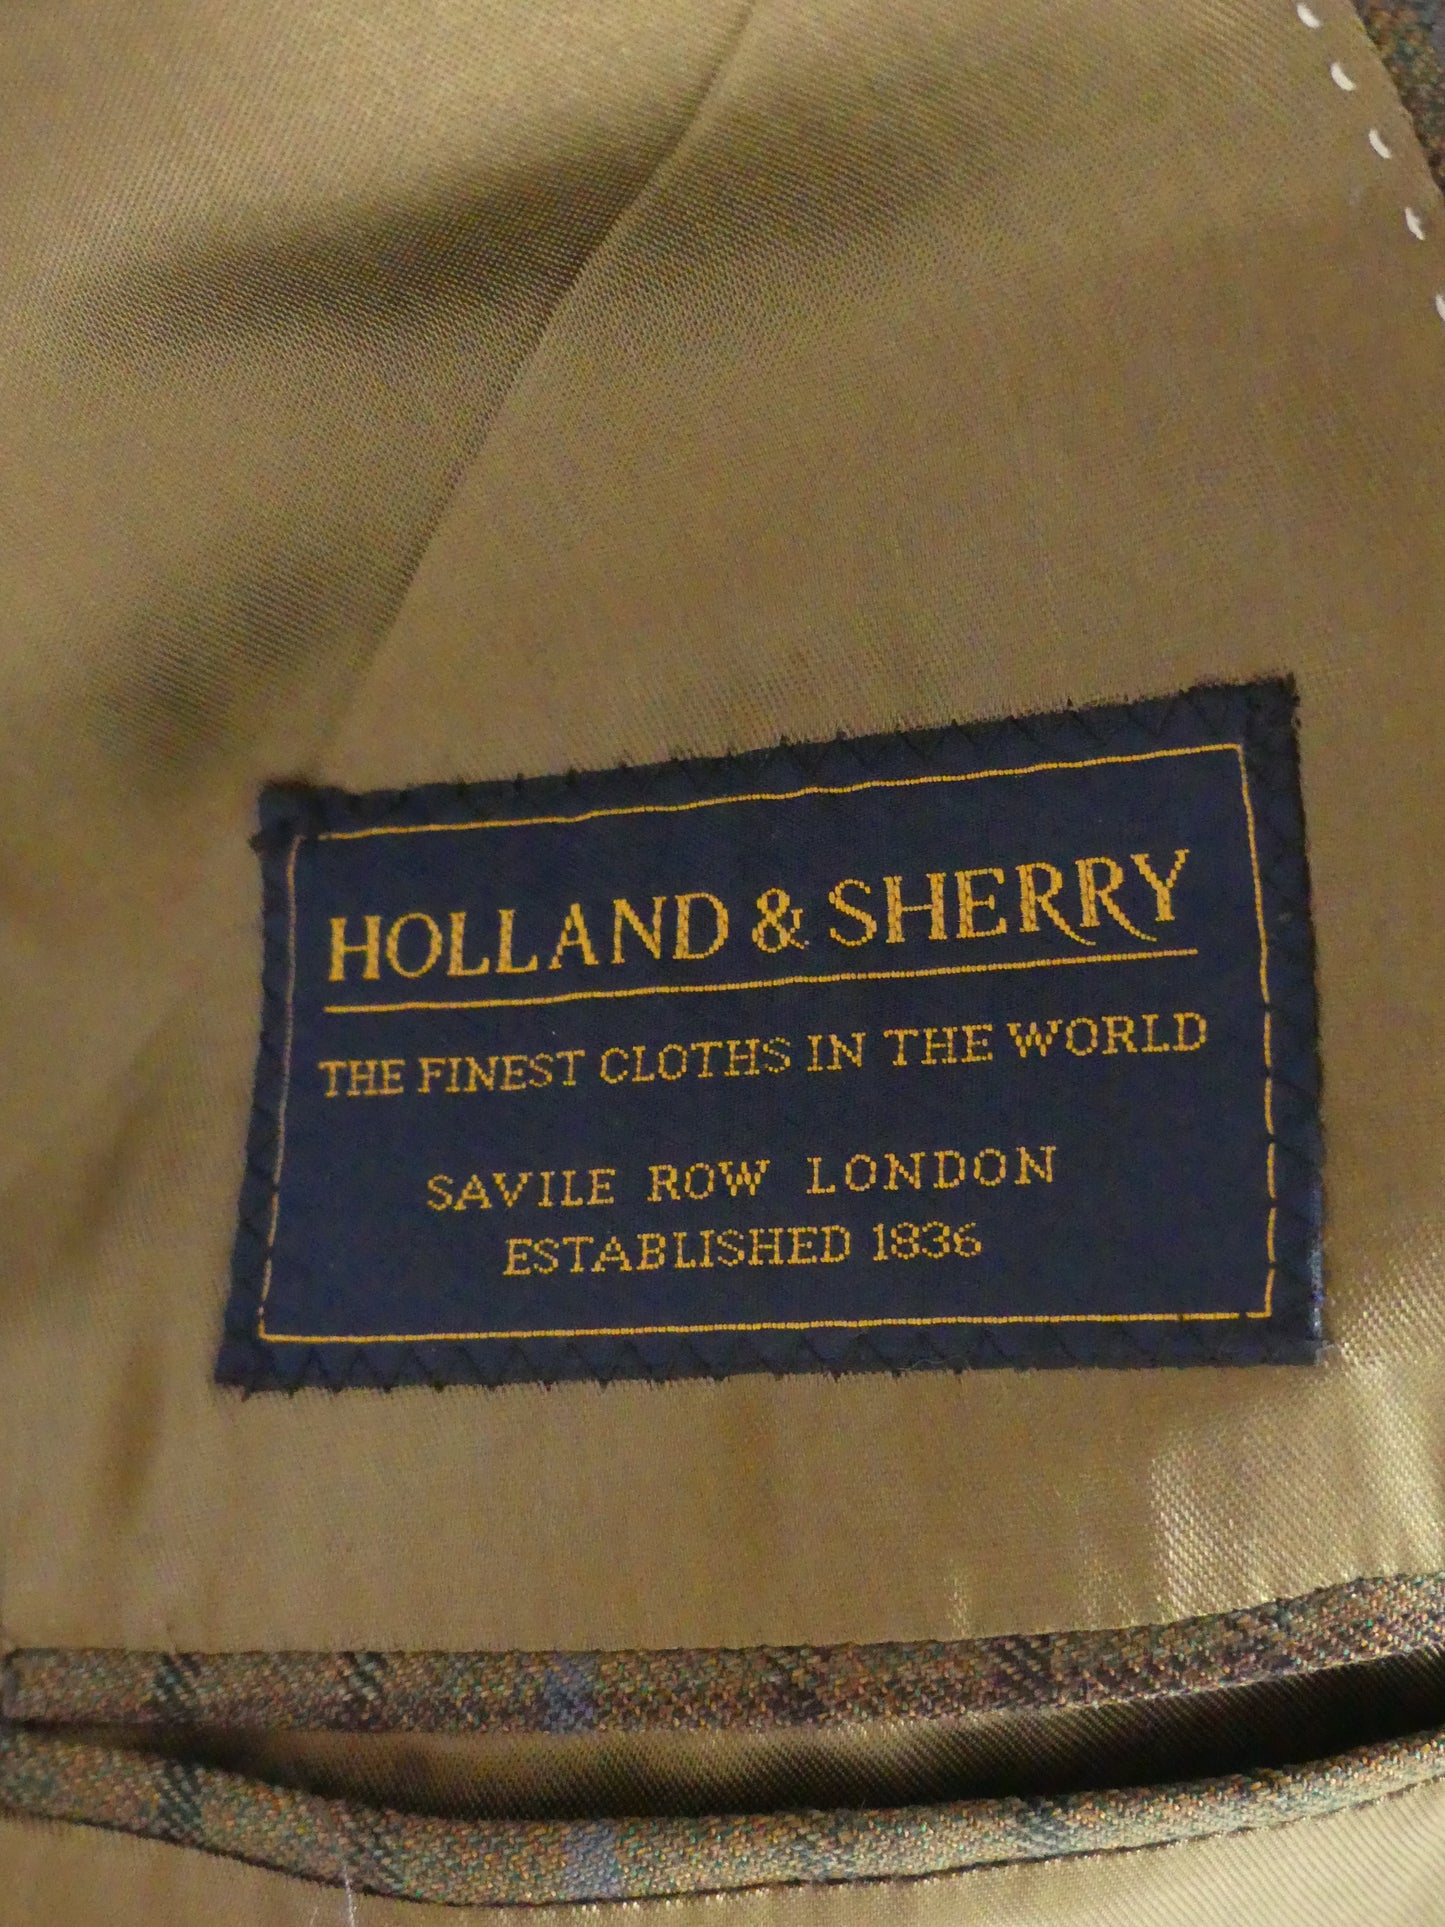 HOLLAND & SHERRY
THE FINEST CLOTHS IN THE WORLD
SAVILE ROW LONDON
ESTABLISHED 1836